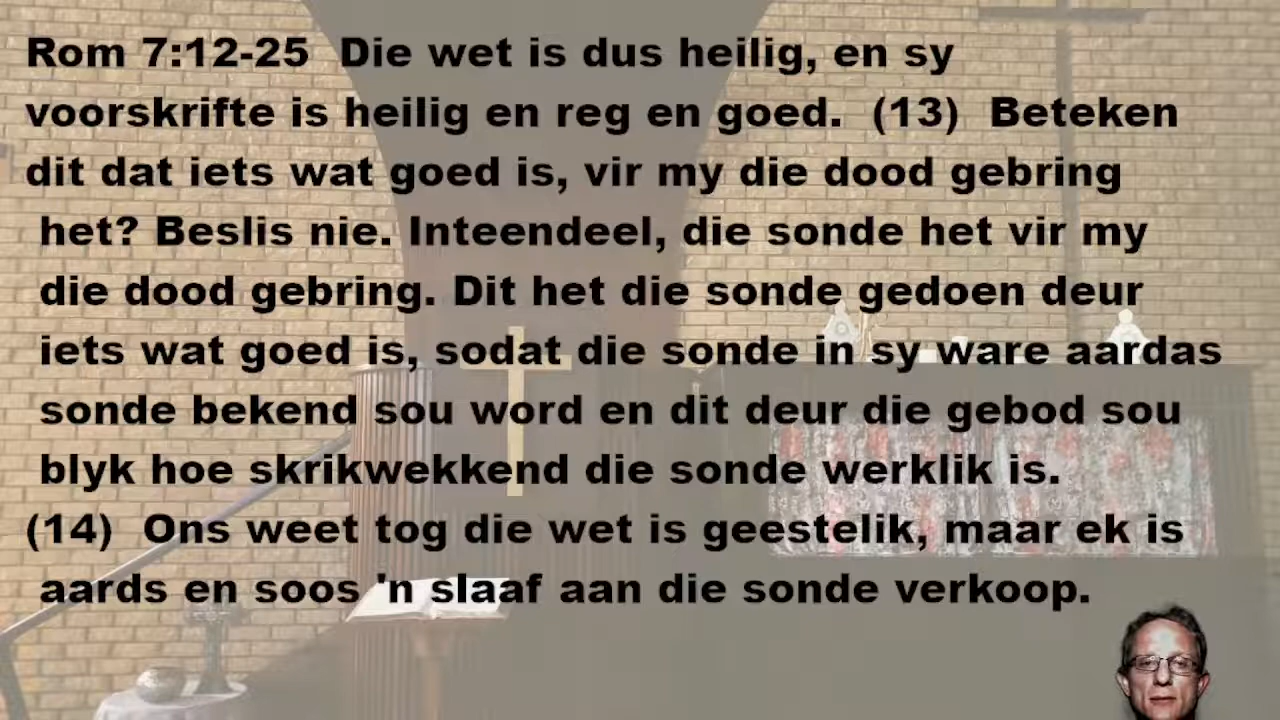 Rom 7:12-25 Die wet is dus heilig, en sy
voorskrifte is heilig en reg en goed. (13) Beteken
dit dat iets wat goed is, vir my die dood gebring
het? Beslis nie. Inteendeel, die sonde het vir my
die dood gebring. Dit het die sonde gedoen deur
iets wat goed is, sodat die sonde in sy ware aardas
sonde bekend sou word en dit deur die gebod sou
blyk hoe skrikwekkend die sonde werklik is.
(14) Ons weet tog die wet is geestelik, maar ek is
aards en soos 'n slaaf aan die sonde verkoop.